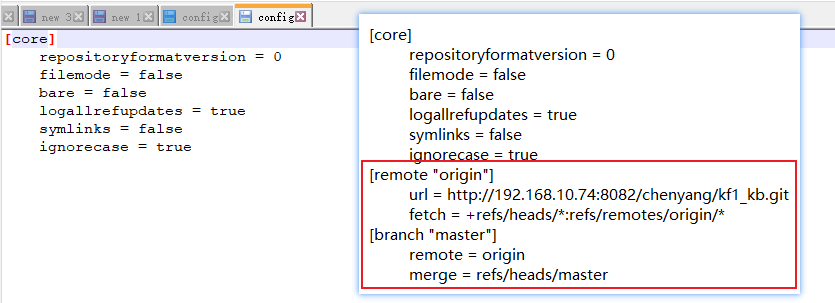 new 3
new 1
config
config
[core]
repositoryformatversion = 0
filemode = false
bare = false
logallrefupdates = true
symlinks = false
ignorecase = true
[core]
repositoryformatversion = 0
filemode = false
bare = false
logallrefupdates = true
symlinks = false
ignorecase = true
[remote "origin"]
url = http://192.168.10.74:8082/chenyang/kf1_kb.git
fetch = +refs/heads/*:refs/remotes/origin/*
[branch "master"]
remote = origin
merge = refs/heads/master